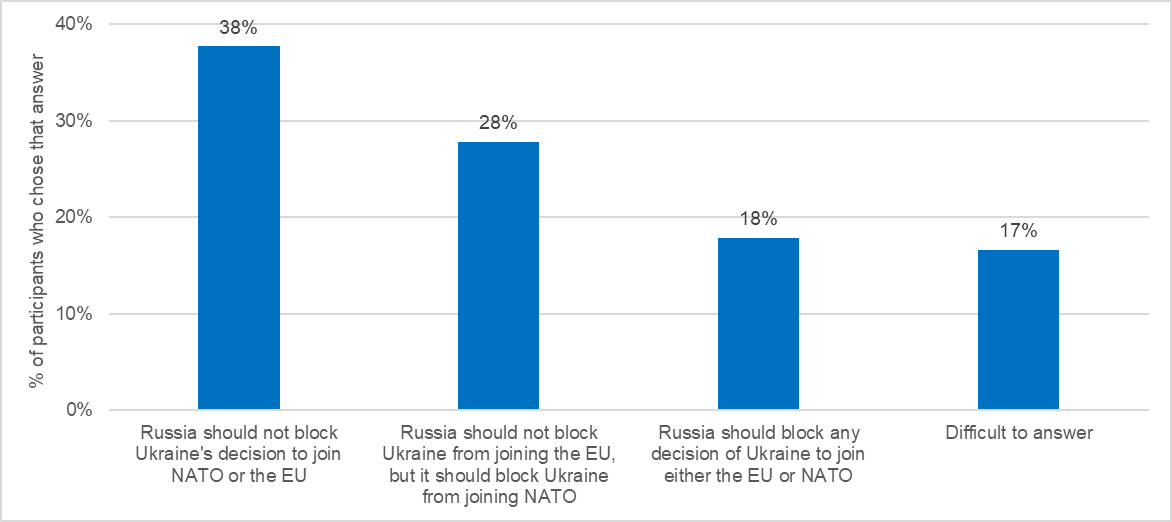 40%
30%
20%
10%
0%
% of participants who chose that answer
38%
28%
18%
17%
Russia should not block
Ukraine's decision to join
NATO or the EU
Russia should not block
Ukraine from joining the EU,
but it should block Ukraine
from joining NATO
Russia should block any
decision of Ukraine to join
either the EU or NATO
Difficult to answer